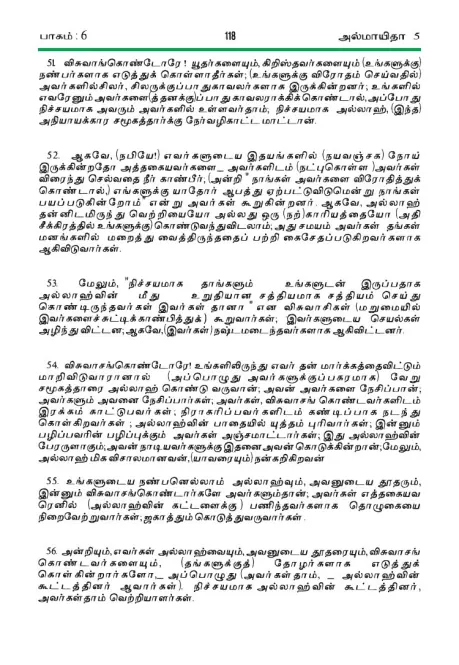 பாகம் : 6 118 அல்மாயிதா 5
51. விசுவாங்கொண்டோரே ! யூதர்களையும், கிறிஸ்தவர்களையும் (உங்களுக்கு)
நண்பர்களாக எடுத்துக் கொள்ளாதீர்கள்; (உங்களுக்கு விரோதம் செய்வதில்)
அவர்களில்சிலர், சிலருக்குப்பாதுகாவலர்களாக இருக்கின்றனர்; உங்களில்
எவரேனும் அவர்களை(த்தனக்கு)ப்பாதுகாவலராக்கிக்கொண்டால், அப்போது
நிச்சயமாக அவரும் அவர்களில் உள்ளவர்தாம்; நிச்சயமாக அல்லாஹ், (இந்த)
அநியாயக்கார சமூகத்தார்க்கு நேர்வழிகாட்டமாட்டான்.
52. ஆகவே, (நபியே!) எவர்களுடைய இதயங்களில் (நயவஞ்சக) நோய்
இருக்கின்றதோ அத்தகையவர்களை_ அவர்களிடம் (நட்புகொள்ள )அவர்கள்
விரைந்து செல்வதை நீர் காண்பீர்; (அன்றி " நாங்கள் அவர்களை விரோதித்துக்
கொண்டால்,) எங்களுக்கு யாதோர் ஆபத்து ஏற்பட்டுவிடுமென்று நாங்கள்
பயப்படுகின்றோம்" என்று அவர்கள் கூறுகின்றனர். ஆகவே, அல்லாஹ்
தன்னிடமிருந்து வெற்றியையோ அல்லது ஒரு (நற்)காரியத்தையோ (அதி
சீக்கிரத்தில் உங்களுக்கு)கொண்டுவந்துவிடலாம்; அதுசமயம் அவர்கள் தங்கள்
மனங்களில் மறைத்து வைத்திருந்ததைப் பற்றி கைசேதப்படுகிறவர்களாக
ஆகிவிடுவார்கள்.
53. மேலும், "நிச்சயமாக தாங்களும் உங்களுடன் இருப்பதாக
அல்லாஹ்வின் மீது உறுதியான சத்தியமாக சத்தியம் செய்து
கொண்டிருந்தவர்கள் இவர்கள் தானா " என விசுவாசிகள் (மறுமையில்
இவர்களைச்சுட்டிக்காண்பித்துக் ) கூறுவார்கள்; இவர்களுடைய செயல்கள்
அழிந்துவிட்டன; ஆகவே, (இவர்கள்)நஷ்டமடைந்தவர்களாக ஆகிவிட்டனர்.
54. விசுவாசங்கொண்டோரே! உங்களிலிருந்து எவர் தன் மார்க்கத்தைவிட்டும்
மாறிவிடுவாரானால் (அப்பொழுது அவர்களுக்குப்பகரமாக) வேறு
சமூகத்தாரை அல்லாஹ் கொண்டு வருவான்; அவன் அவர்களை நேசிப்பான்;
அவர்களும் அவனை நேசிப்பார்கள்; அவர்கள், விசுவாசங் கொண்டவர்களிடம்
இரக்கம் காட்டுபவர்கள்; நிராகரிப்பவர்களிடம் கண்டிப்பாக நடந்து
கொள்கிறவர்கள் ; அல்லாஹ்வின் பாதையில் யுத்தம் புரிவார்கள்; இன்னும்
பழிப்பவரின் பழிப்புக்கும் அவர்கள் அஞ்சமாட்டார்கள்; இது அல்லாஹ்வின்
பேரருளாகும்; அவன் நாடியவர்களுக்கு இதனை அவன் கொடுக்கின்றான்; மேலும்,
அல்லாஹ் மிக விசாலமானவன், (யாவரையும்) நன்கறிகிறவன்
55. உங்களுடைய நண்பனெல்லாம் அல்லாஹ்வும், அவனுடைய தூதரும்,
இன்னும் விசுவாசங்கொண்டார்களே அவர்களும்தான்; அவர்கள் எத்தகையவ
ரெனில் (அல்லாஹ்வின் கட்டளைக்கு ) பணிந்தவர்களாக தொழுகையை
நிறைவேற்றுவார்கள்; ஜகாத்தும் கொடுத்துவருவார்கள் .
56. அன்றியும், எவர்கள் அல்லாஹ்வையும், அவனுடைய தூதரையும், விசுவாசங்
கொண்டவர்களையும், (தங்களுக்குத்) தோழர்களாக எடுத்துக்
கொள்கின்றார்களோ_ அப்பொழுது (அவர்கள்தாம், _ அல்லாஹ்வின்
கூட்டத்தினர் ஆவார்கள்). நிச்சயமாக அல்லாஹ்வின் கூட்டத்தினர்,
அவர்கள்தாம் வெற்றியாளர்கள்.